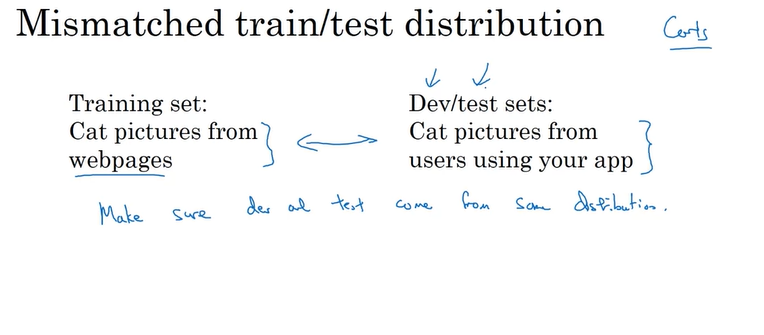 Mismatched train/test distribution
Certs
Training set:
Cat pictures from
webpages
Dev/test sets:
Cat pictures from
users using your app
Make sure dev and test come from same distribution.